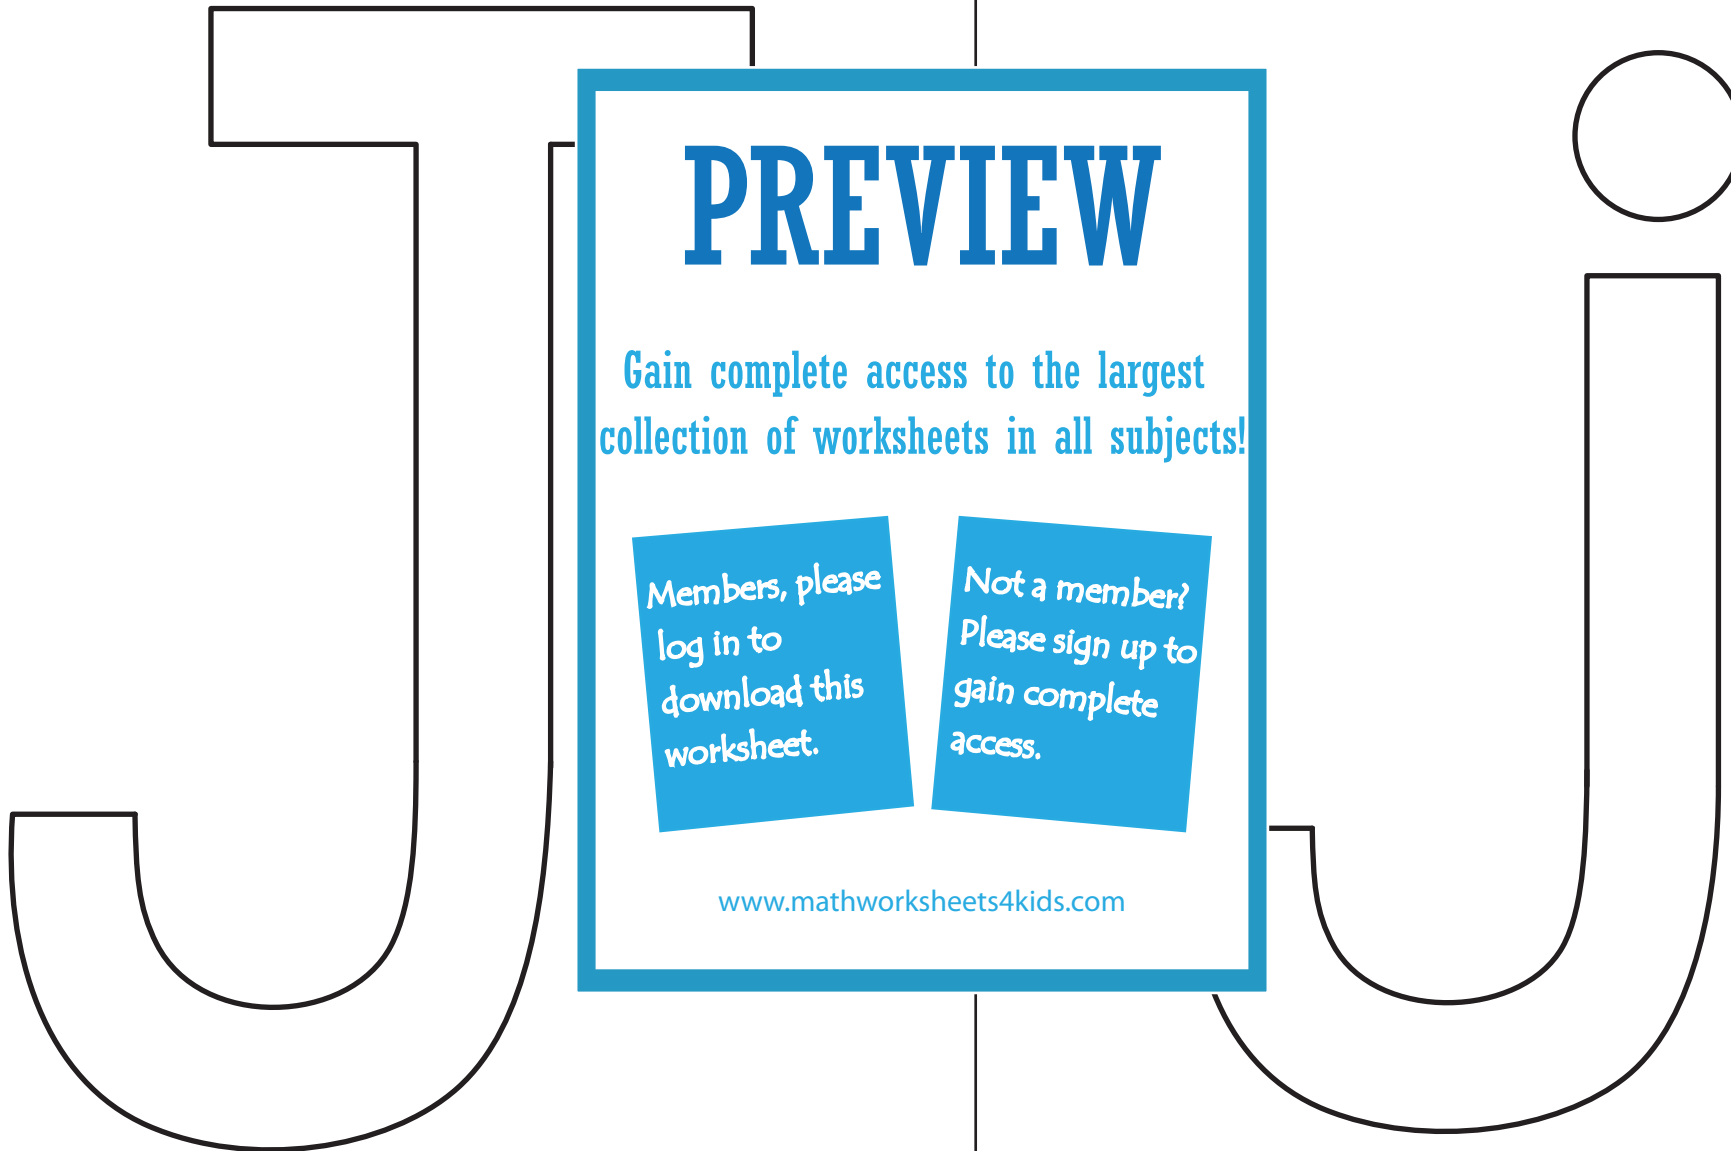 J
j
PREVIEW
Gain complete access to the largest
collection of worksheets in all subjects!
Members, please
log in to
download this
worksheet.
Not a member?
Please sign up to
gain complete
access.
www.mathworksheets4kids.com